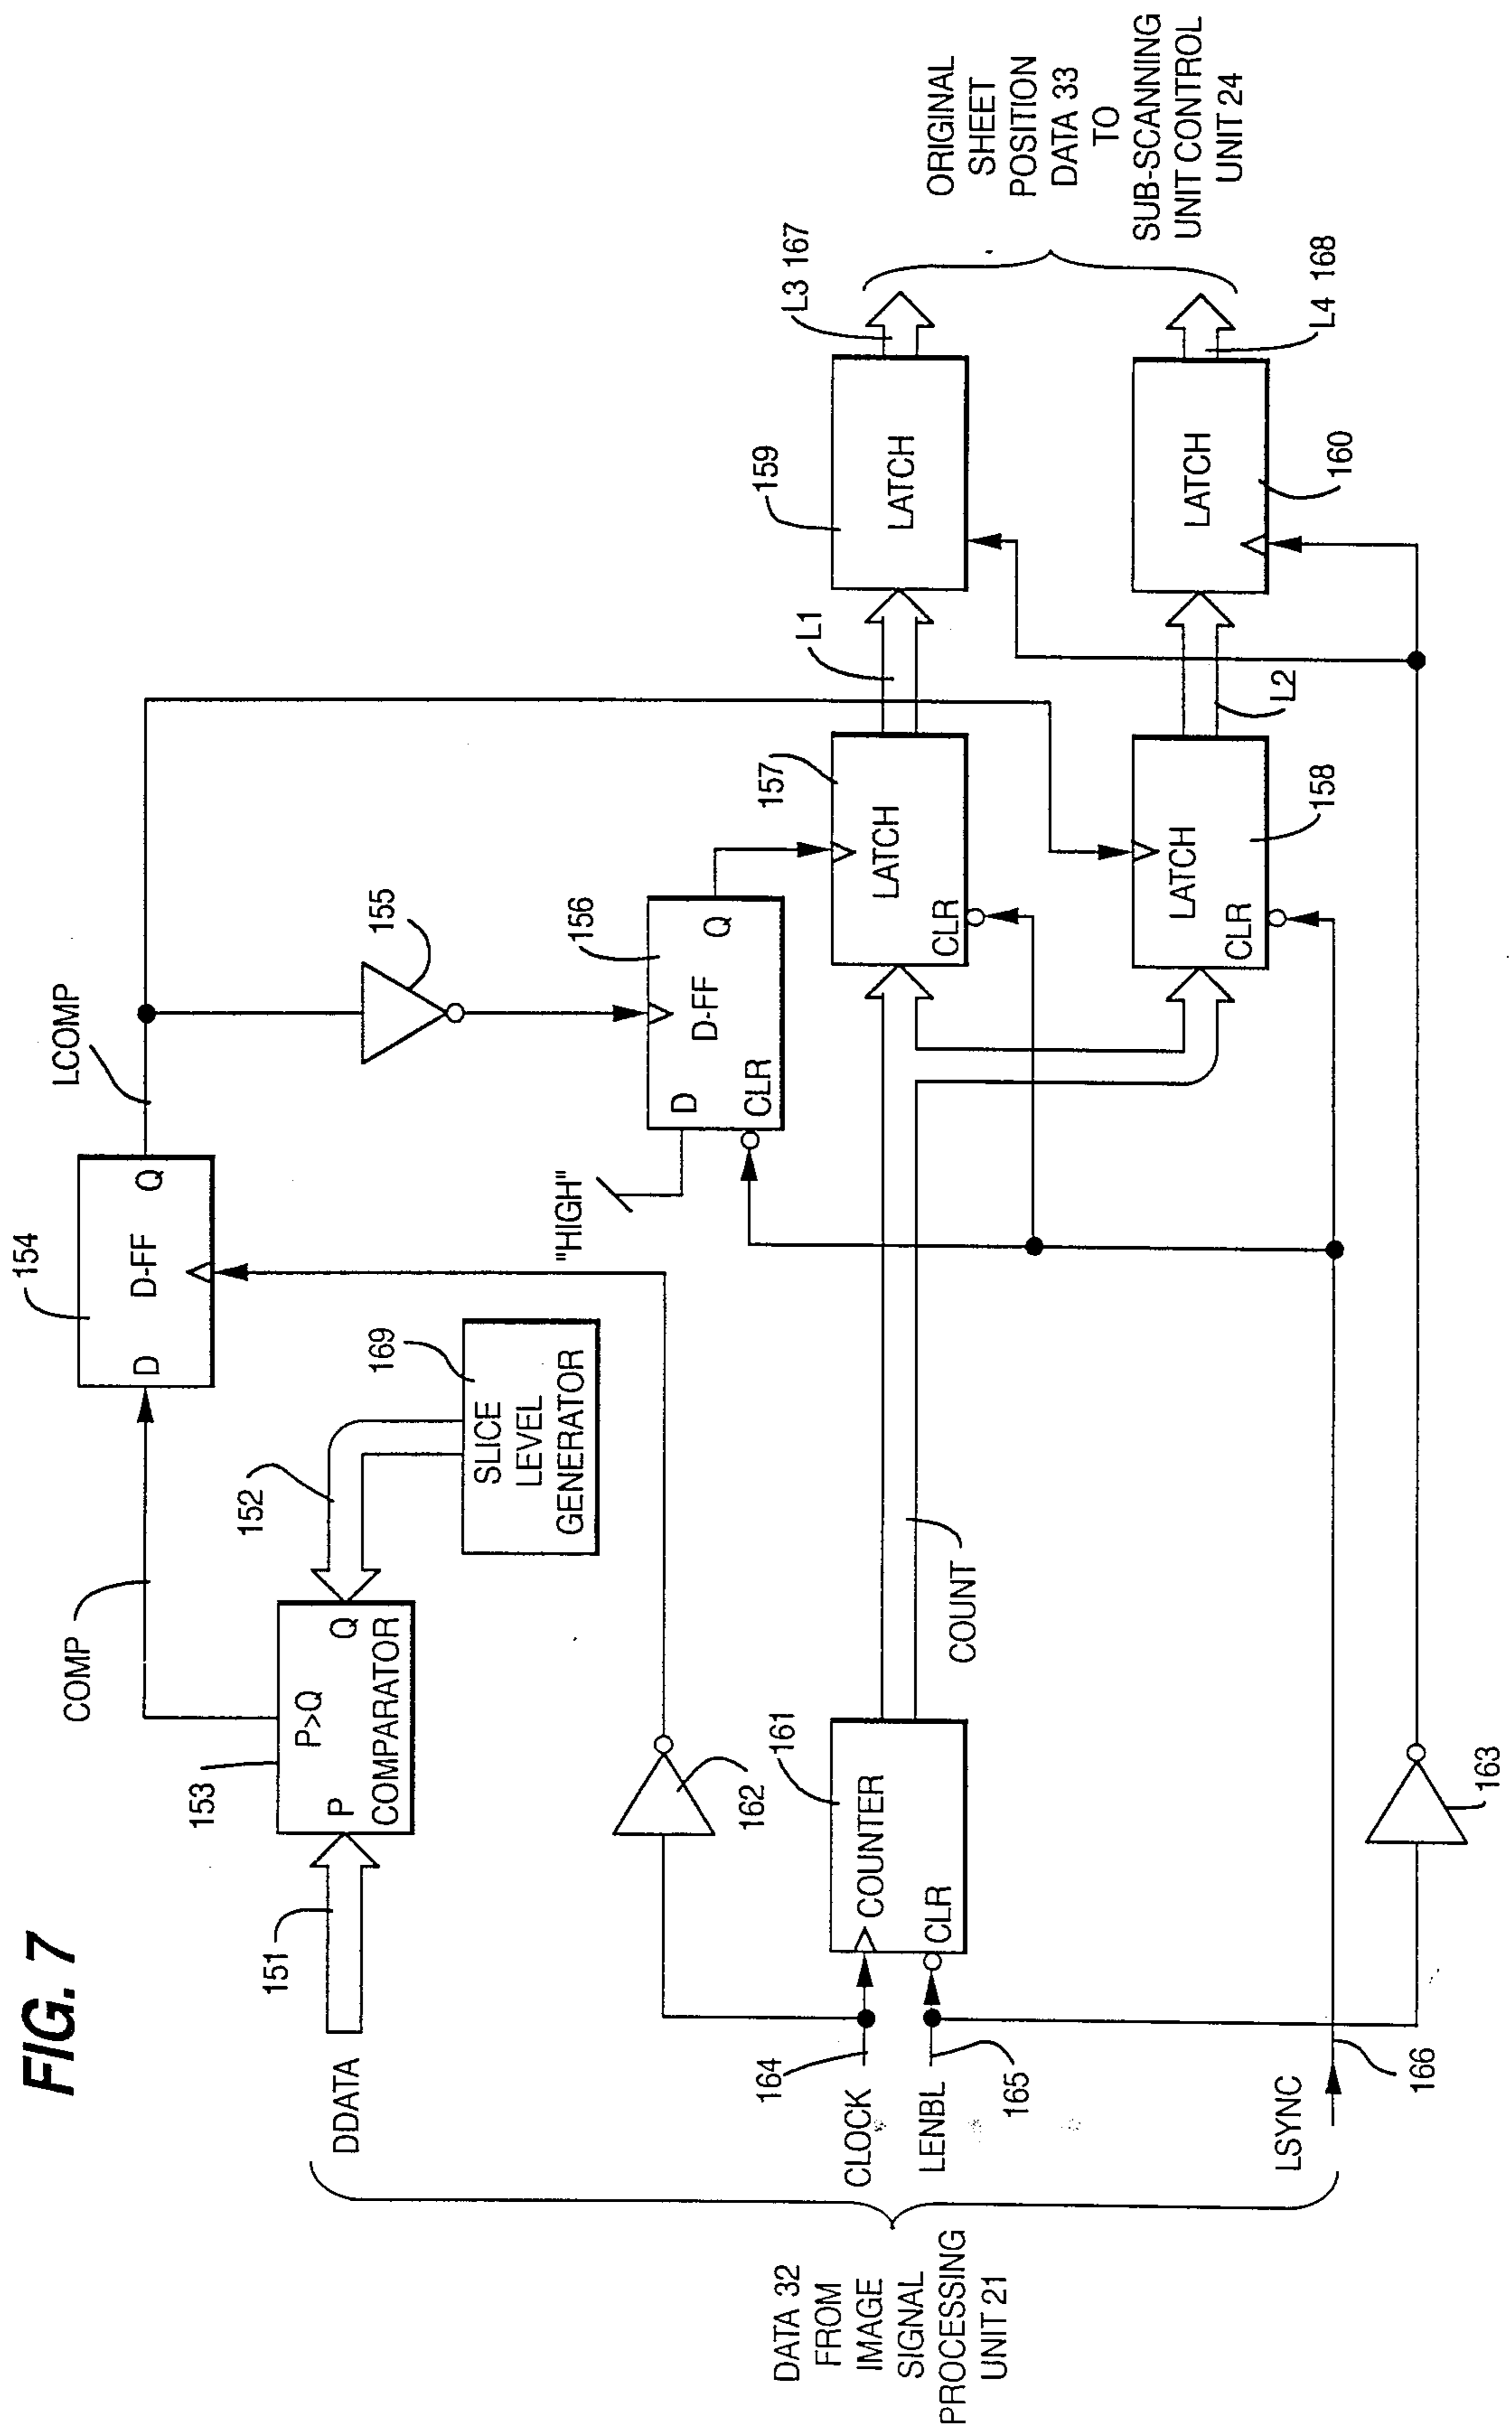 FIG. 7
DATA 32
FROM
IMAGE
SIGNAL
PROCESSING
UNIT 21
DDATA
151
P
P>Q
Q
COMPARATOR
153
COMP
152
SLICE
LEVEL
GENERATOR
169
D
D-FF
Q
154
LCOMP
155
"HIGH"
D
D-FF
Q
CLR
156
162
CLOCK
164
LENBL
165
LSYNC
166
COUNTER
CLR
161
COUNT
163
LATCH
CLR
157
LATCH
CLR
158
L1
L2
LATCH
159
LATCH
160
L3 167
L4 168
ORIGINAL
SHEET
POSITION
DATA 33
TO
SUB-SCANNING
UNIT CONTROL
UNIT 24